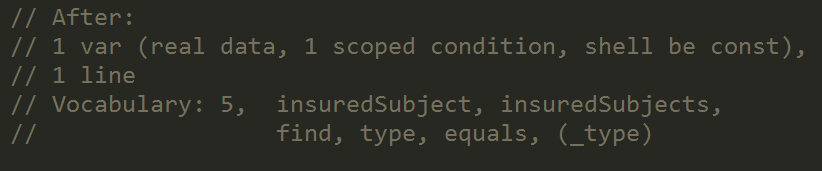 // After:
// 1 var (real data, 1 scoped condition, shell be const),
// 1 line
// Vocabulary: 5,  insuredSubject, insuredSubjects,
//                 find, type, equals, (_type)